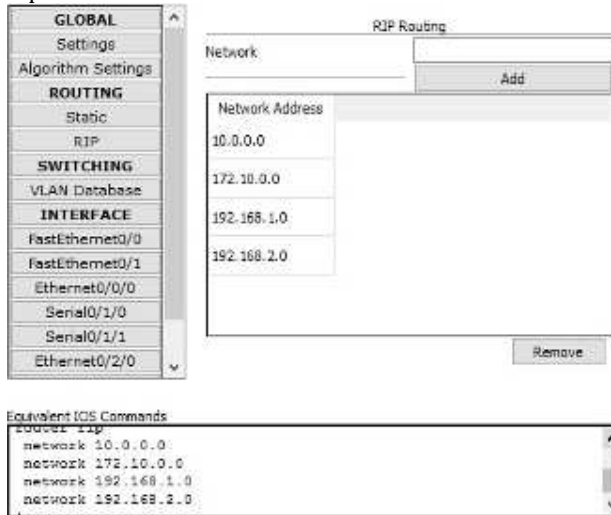 GLOBAL
Settings
Algorithm Settings
ROUTING
Static
RIP
SWITCHING
VLAN Database
INTERFACE
FastEthernet0/0
FastEthernet0/1
Ethernet0/0/0
Serial0/1/0
Serial0/1/1
Ethernet0/2/0
RIP Routing
Network
Add
Network Address
10.0.0.0
172.10.0.0
192.168.1.0
192.168.2.0
Remove
Equivalent IOS Commands
router rip
network 10.0.0.0
network 172.10.0.0
network 192.168.1.0
network 192.168.2.0